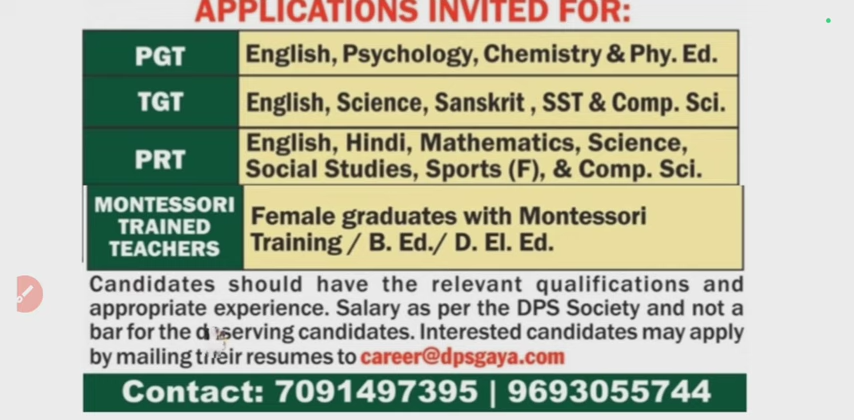 APPLICATIONS INVITED FOR:
PGT
English, Psychology, Chemistry & Phy. Ed.
TGT
English, Science, Sanskrit , SST & Comp. Sci.
PRT
English, Hindi, Mathematics, Science,
Social Studies, Sports (F), & Comp. Sci.
MONTESSORI
TRAINED
TEACHERS
Female graduates with Montessori
Training / B. Ed./ D. El. Ed.
Candidates should have the relevant qualifications and
appropriate experience. Salary as per the DPS Society and not a
bar for the deserving candidates. Interested candidates may apply
by mailing their resumes to career@dpsgaya.com
Contact: 7091497395 | 9693055744